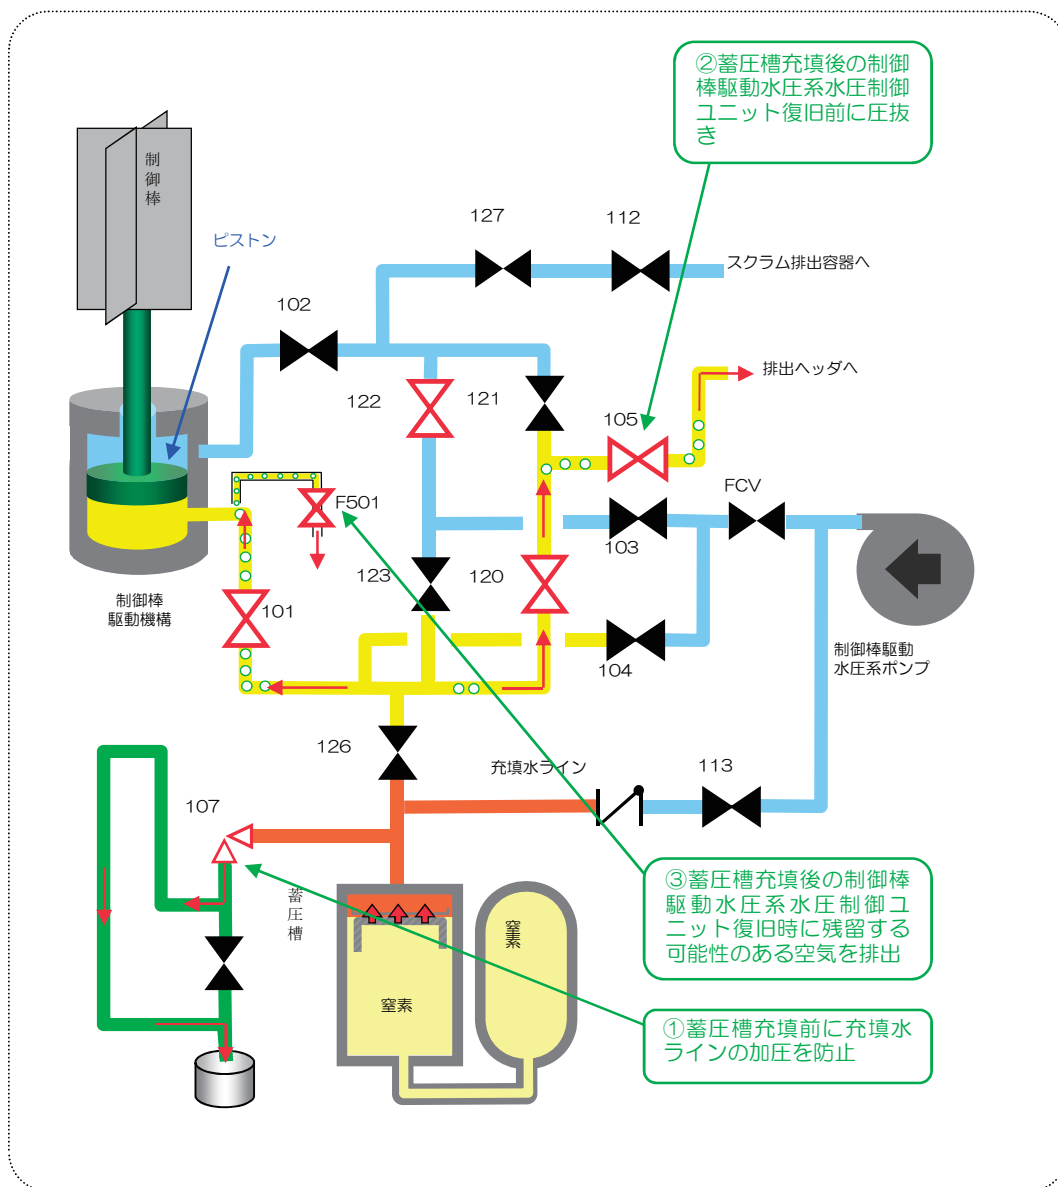 ②蓄圧槽充填後の制御
棒駆動水圧系水圧制御
ユニット復旧前に圧抜
き
制御棒
ピストン
127
112
スクラム排出容器へ
102
排出ヘッダへ
122
121
105
F501
FCV
103
123
120
101
制御棒
駆動機構
104
制御棒駆動
水圧系ポンプ
126
充填水ライン
113
107
③蓄圧槽充填後の制御棒
駆動水圧系水圧制御ユ
ニット復旧時に残留する
可能性のある空気を排出
蓄圧槽
窒素
窒素
①蓄圧槽充填前に充填水
ラインの加圧を防止